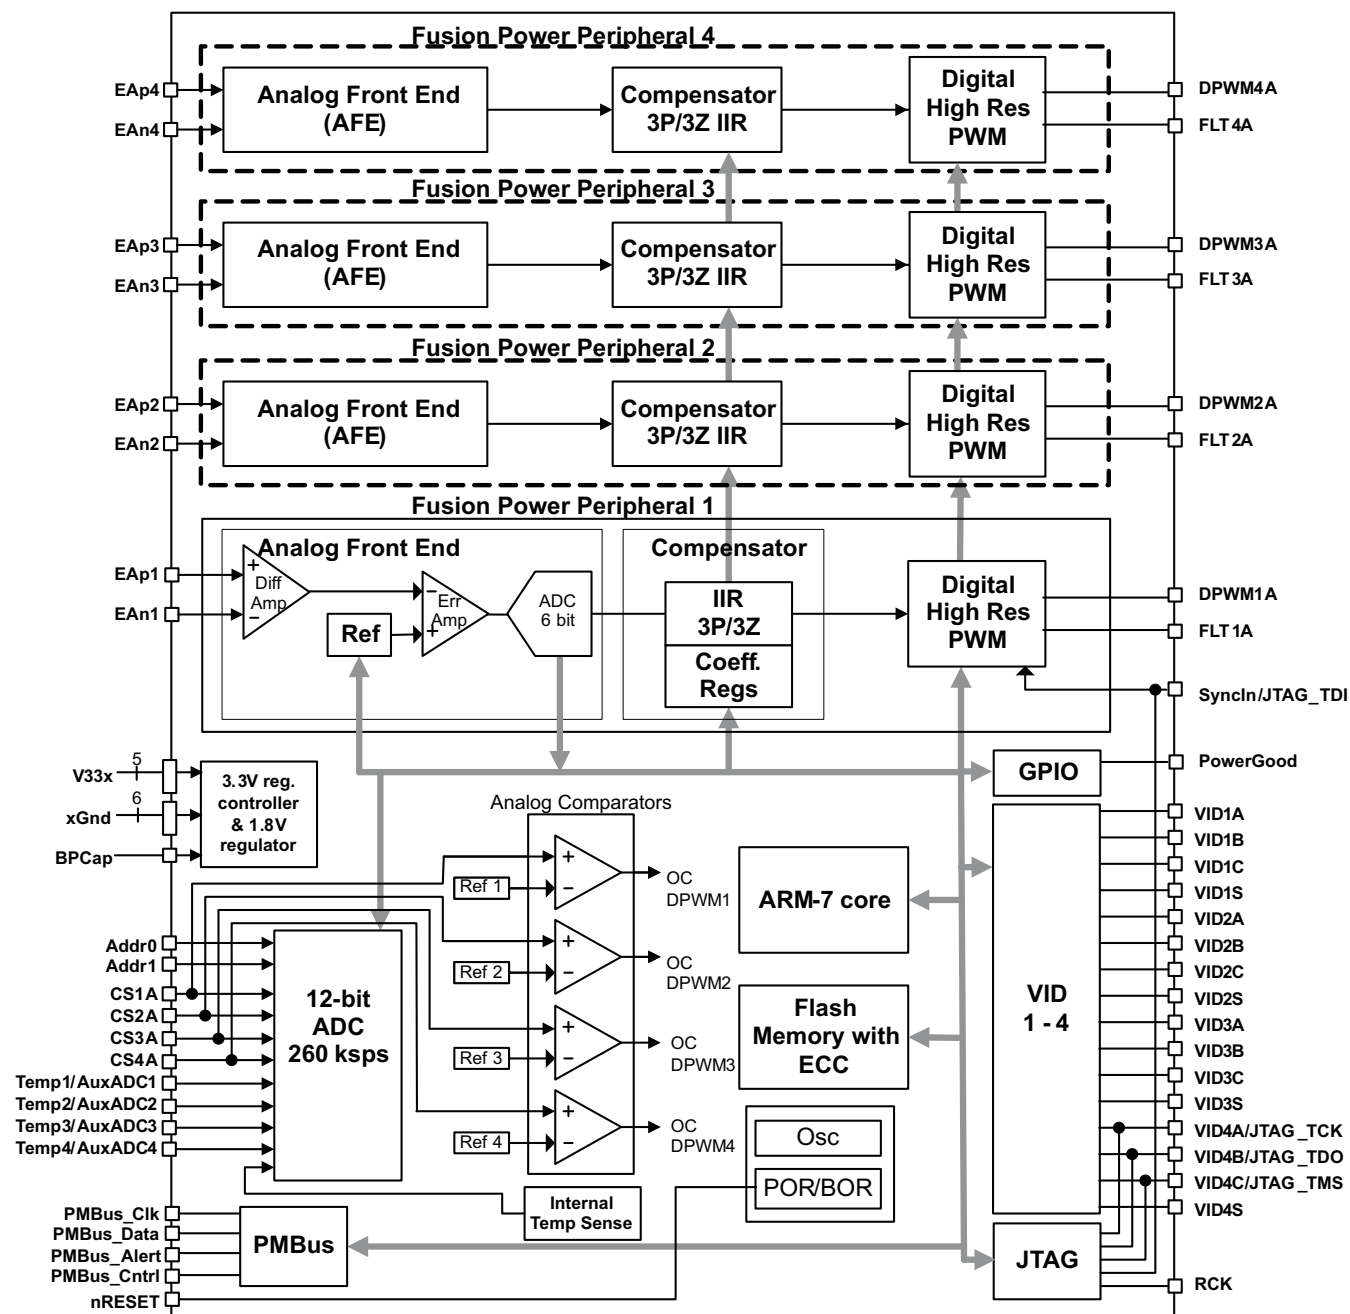 Fusion Power Peripheral 4
EAp4
EAn4
Analog Front End
(AFE)
Compensator
3P/3Z IIR
Digital
High Res
PWM
DPWM4A
FLT4A
Fusion Power Peripheral 3
EAp3
EAn3
Analog Front End
(AFE)
Compensator
3P/3Z IIR
Digital
High Res
PWM
DPWM3A
FLT3A
Fusion Power Peripheral 2
EAp2
EAn2
Analog Front End
(AFE)
Compensator
3P/3Z IIR
Digital
High Res
PWM
DPWM2A
FLT2A
Fusion Power Peripheral 1
EAp1
EAn1
Analog Front End
+
Diff
Amp
−
Ref
−
Err
Amp
+
ADC
6 bit
Compensator
IIR
3P/3Z
Coeff.
Regs
Digital
High Res
PWM
DPWM1A
FLT1A
SyncIn/JTAG_TDI
V33x
5
xGnd
6
BPCap
3.3V reg.
controller
& 1.8V
regulator
GPIO
PowerGood
Analog Comparators
Ref 1
+
−
OC
DPWM1
Ref 2
+
−
OC
DPWM2
Ref 3
+
−
OC
DPWM3
Ref 4
+
−
OC
DPWM4
Addr0
Addr1
CS1A
CS2A
CS3A
CS4A
Temp1/AuxADC1
Temp2/AuxADC2
Temp3/AuxADC3
Temp4/AuxADC4
12-bit
ADC
260 ksps
Internal
Temp Sense
ARM-7 core
Flash
Memory with
ECC
Osc
POR/BOR
VID
1 - 4
VID1A
VID1B
VID1C
VID1S
VID2A
VID2B
VID2C
VID2S
VID3A
VID3B
VID3C
VID3S
VID4A/JTAG_TCK
VID4B/JTAG_TDO
VID4C/JTAG_TMS
VID4S
PMBus_Clk
PMBus_Data
PMBus_Alert
PMBus_Cntrl
nRESET
PMBus
JTAG
RCK